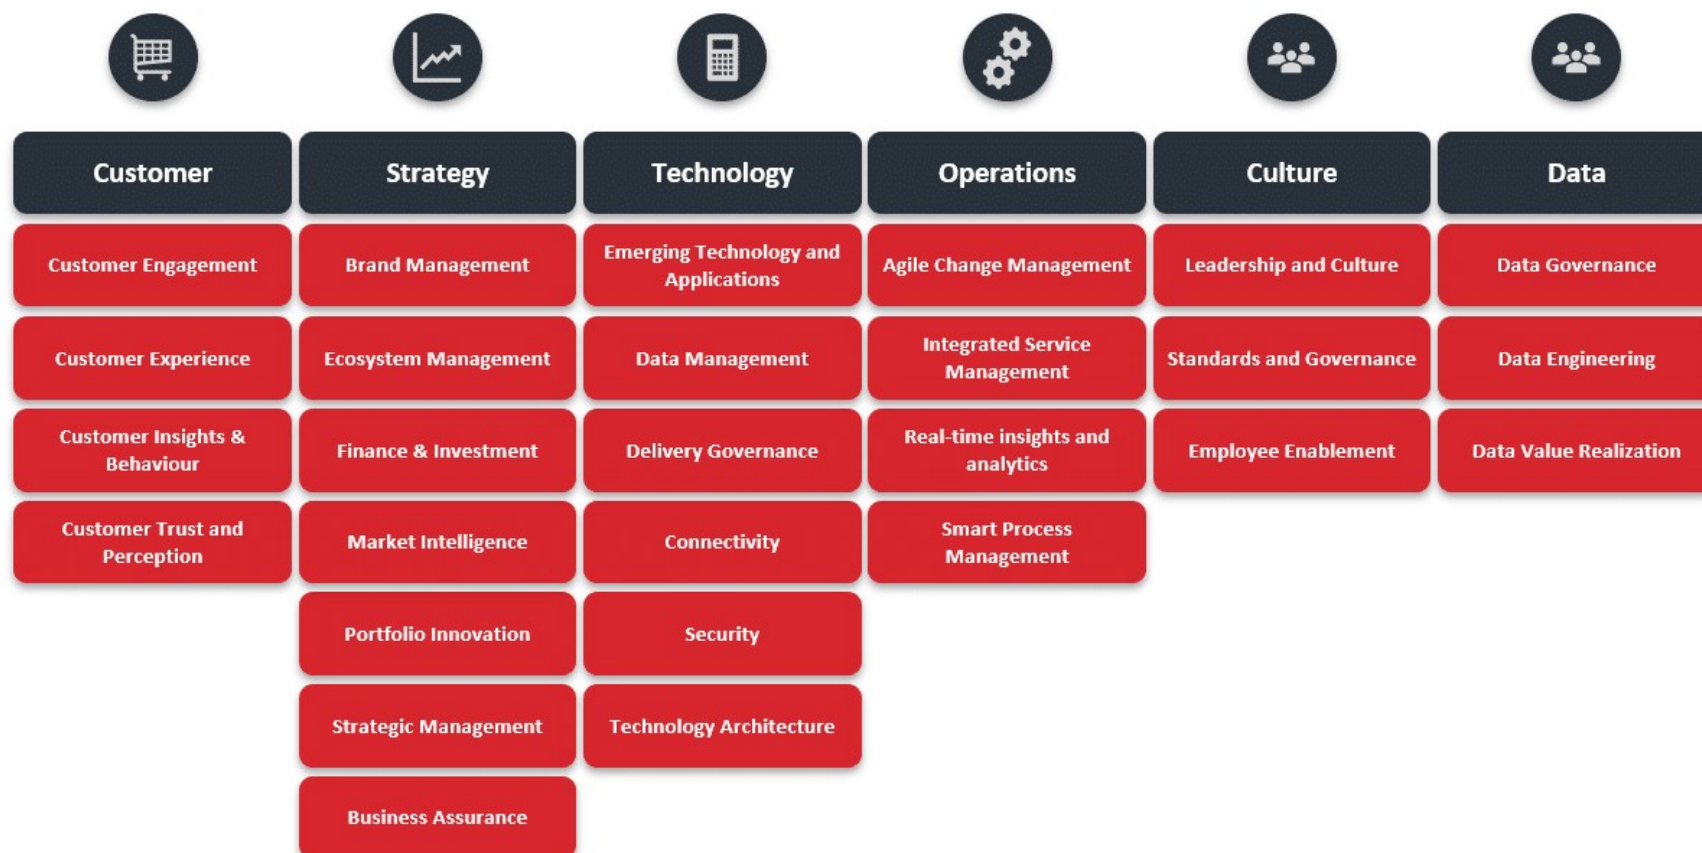 Customer
Strategy
Technology
Operations
Culture
Data
Customer Engagement
Brand Management
Emerging Technology and
Applications
Agile Change Management
Leadership and Culture
Data Governance
Customer Experience
Ecosystem Management
Data Management
Integrated Service
Management
Standards and Governance
Data Engineering
Customer Insights &
Behaviour
Finance & Investment
Delivery Governance
Real-time insights and
analytics
Employee Enablement
Data Value Realization
Customer Trust and
Perception
Market Intelligence
Connectivity
Smart Process
Management
Portfolio Innovation
Security
Strategic Management
Technology Architecture
Business Assurance